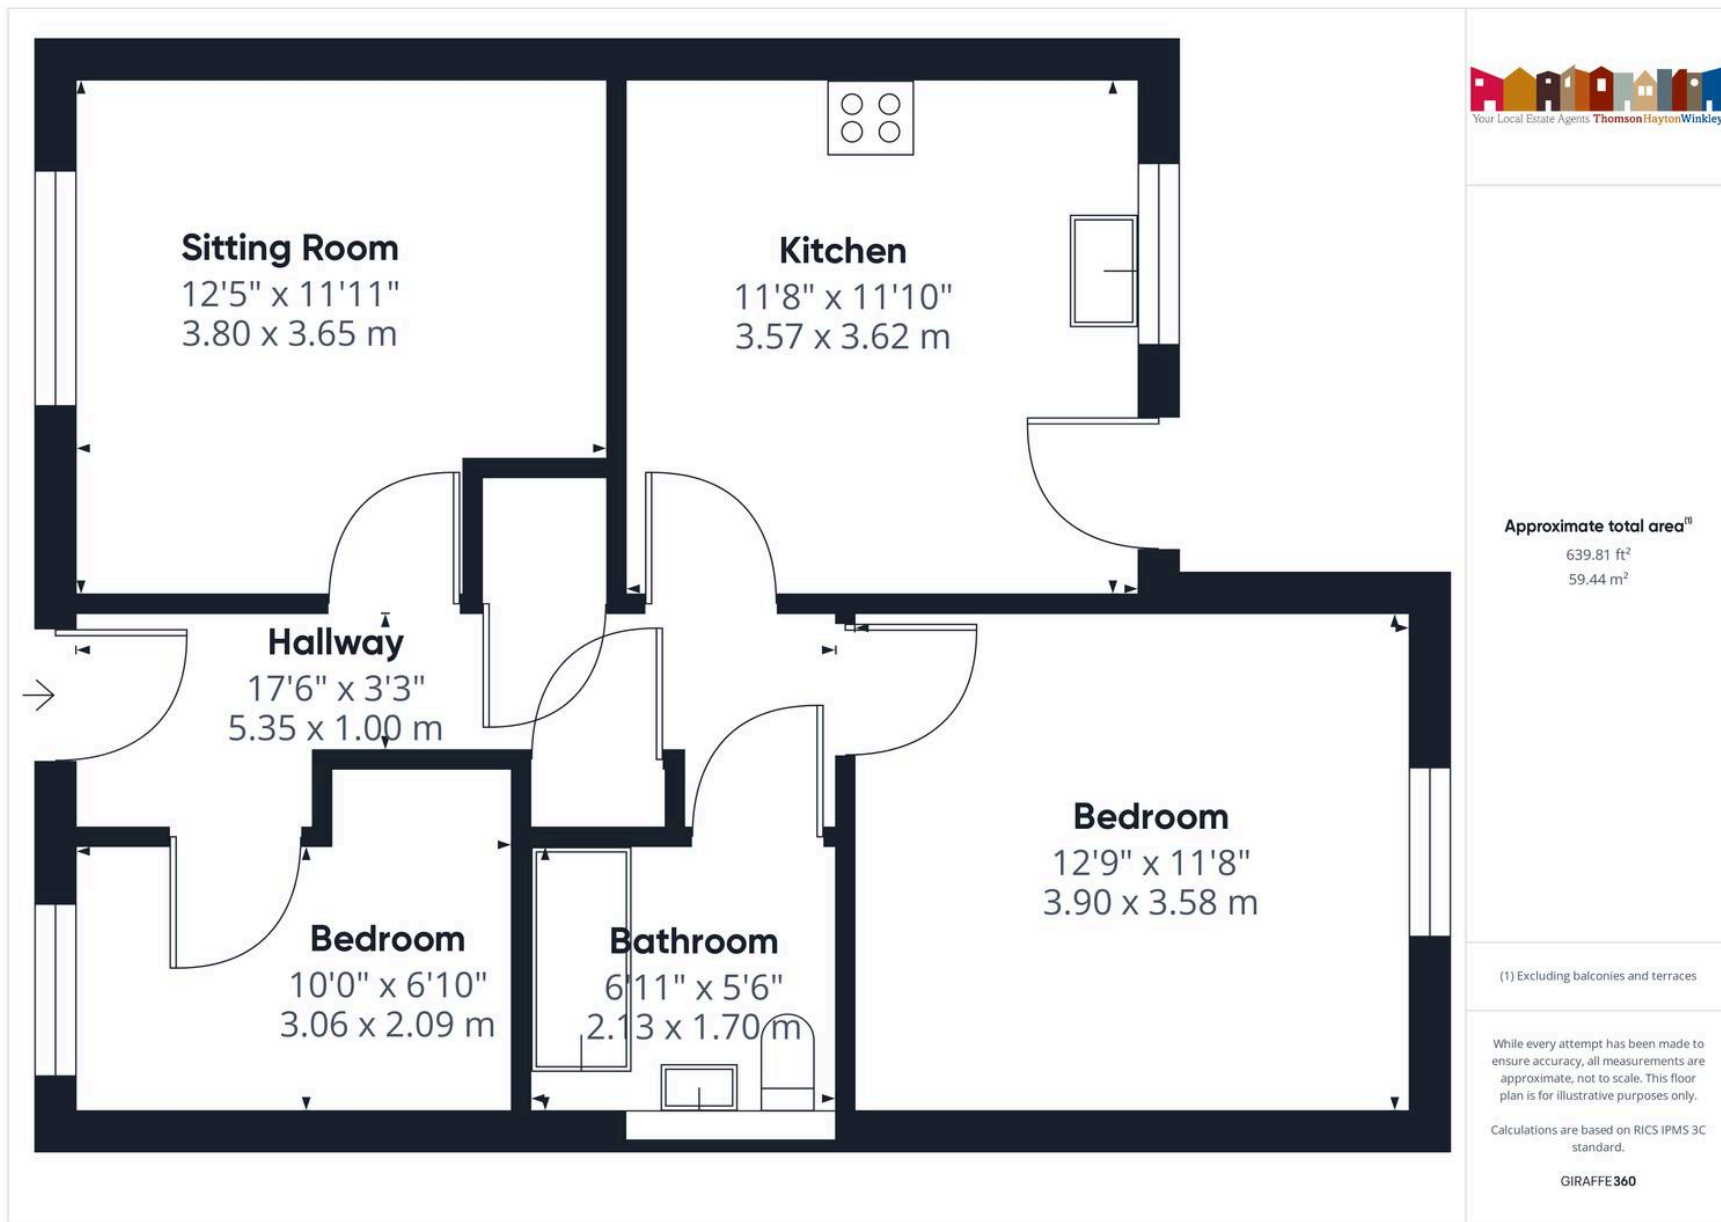 Your Local Estate Agents ThomsonHaytonWinkley
Sitting Room
12'5" x 11'11"
3.80 x 3.65 m
Kitchen
11'8" x 11'10"
3.57 x 3.62 m
Hallway
17'6" x 3'3"
5.35 x 1.00 m
Bedroom
12'9" x 11'8"
3.90 x 3.58 m
Bedroom
10'0" x 6'10"
3.06 x 2.09 m
Bathroom
6'11" x 5'6"
2.13 x 1.70 m
Approximate total area(1)
639.81 ft²
59.44 m²
(1) Excluding balconies and terraces
While every attempt has been made to
ensure accuracy, all measurements are
approximate, not to scale. This floor
plan is for illustrative purposes only.
Calculations are based on RICS IPMS 3C
standard.
GIRAFFE360